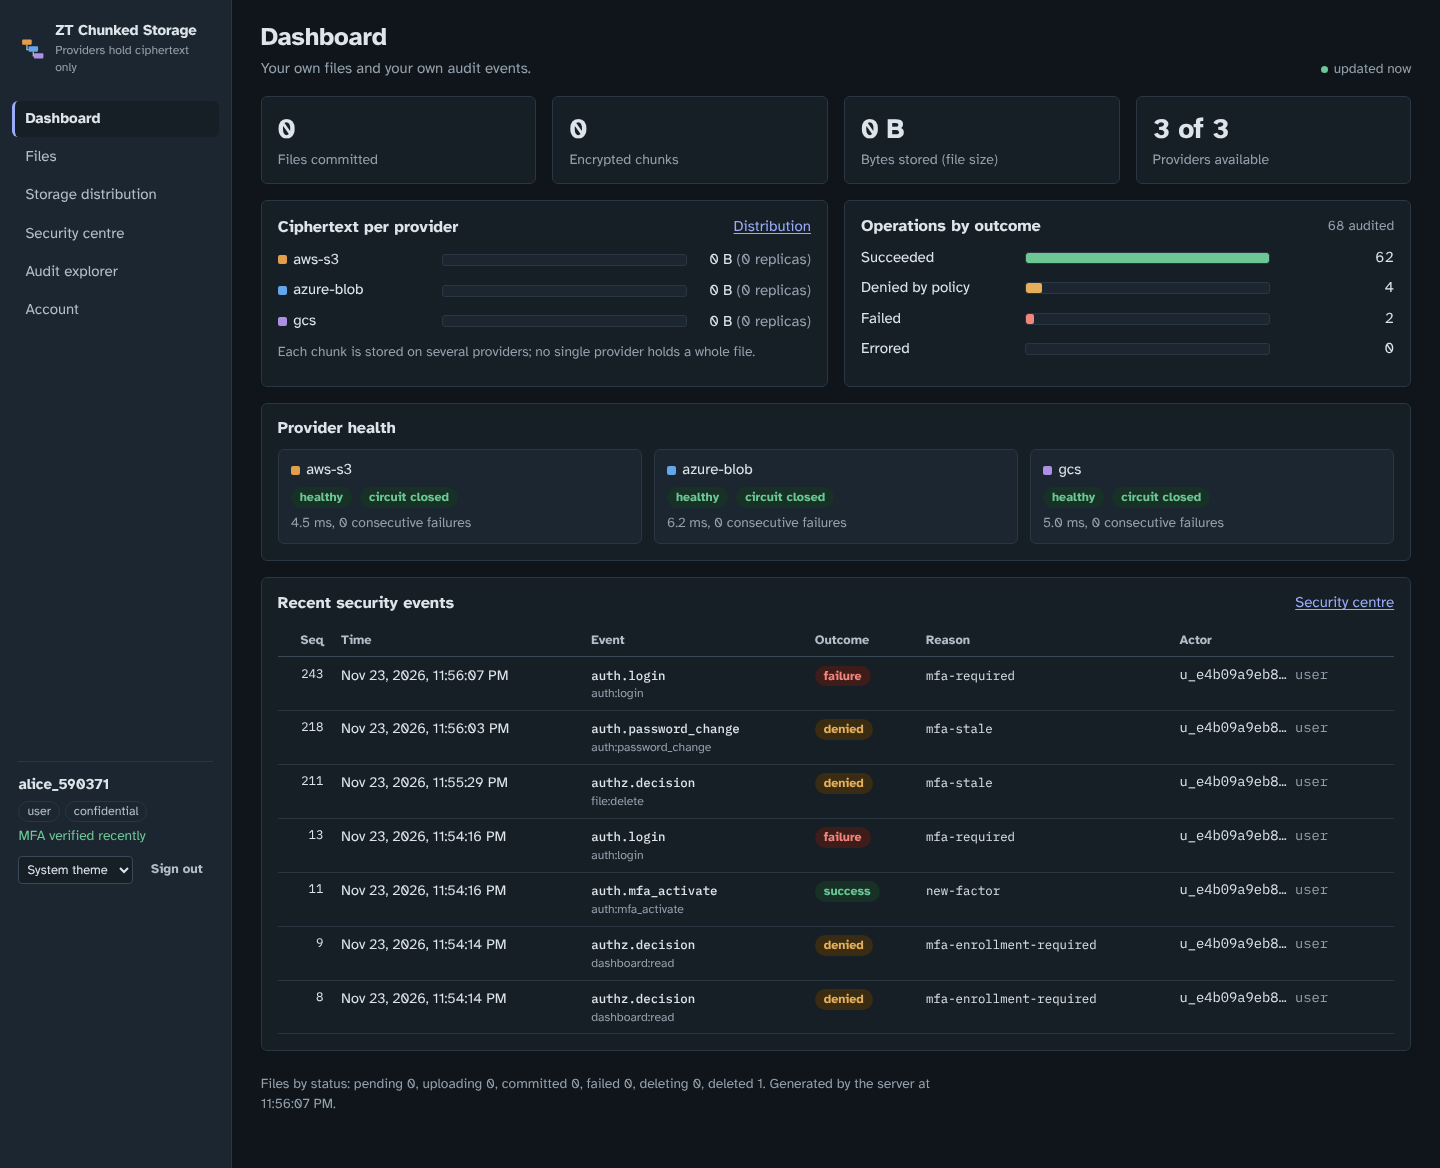 ZT Chunked Storage
Providers hold ciphertext
only
Dashboard
Files
Storage distribution
Security centre
Audit explorer
Account
alice_590371
user confidential
MFA verified recently
System theme Sign out
Dashboard
Your own files and your own audit events.
updated now
0
Files committed
0
Encrypted chunks
0 B
Bytes stored (file size)
3 of 3
Providers available
Ciphertext per provider Distribution
aws-s3 0 B (0 replicas)
azure-blob 0 B (0 replicas)
gcs 0 B (0 replicas)
Each chunk is stored on several providers; no single provider holds a whole file.
Operations by outcome 68 audited
Succeeded 62
Denied by policy 4
Failed 2
Errored 0
Provider health
aws-s3
healthy circuit closed
4.5 ms, 0 consecutive failures
azure-blob
healthy circuit closed
6.2 ms, 0 consecutive failures
gcs
healthy circuit closed
5.0 ms, 0 consecutive failures
Recent security events Security centre
Seq Time Event Outcome Reason Actor
243 Nov 23, 2026, 11:56:07 PM auth.login failure mfa-required u_e4b09a9eb8… user
auth:login
218 Nov 23, 2026, 11:56:03 PM auth.password_change denied mfa-stale u_e4b09a9eb8… user
auth:password_change
211 Nov 23, 2026, 11:55:29 PM authz.decision denied mfa-stale u_e4b09a9eb8… user
file:delete
13 Nov 23, 2026, 11:54:16 PM auth.login failure mfa-required u_e4b09a9eb8… user
auth:login
11 Nov 23, 2026, 11:54:16 PM auth.mfa_activate success new-factor u_e4b09a9eb8… user
auth:mfa_activate
9 Nov 23, 2026, 11:54:14 PM authz.decision denied mfa-enrollment-required u_e4b09a9eb8… user
dashboard:read
8 Nov 23, 2026, 11:54:14 PM authz.decision denied mfa-enrollment-required u_e4b09a9eb8… user
dashboard:read
Files by status: pending 0, uploading 0, committed 0, failed 0, deleting 0, deleted 1. Generated by the server at
11:56:07 PM.